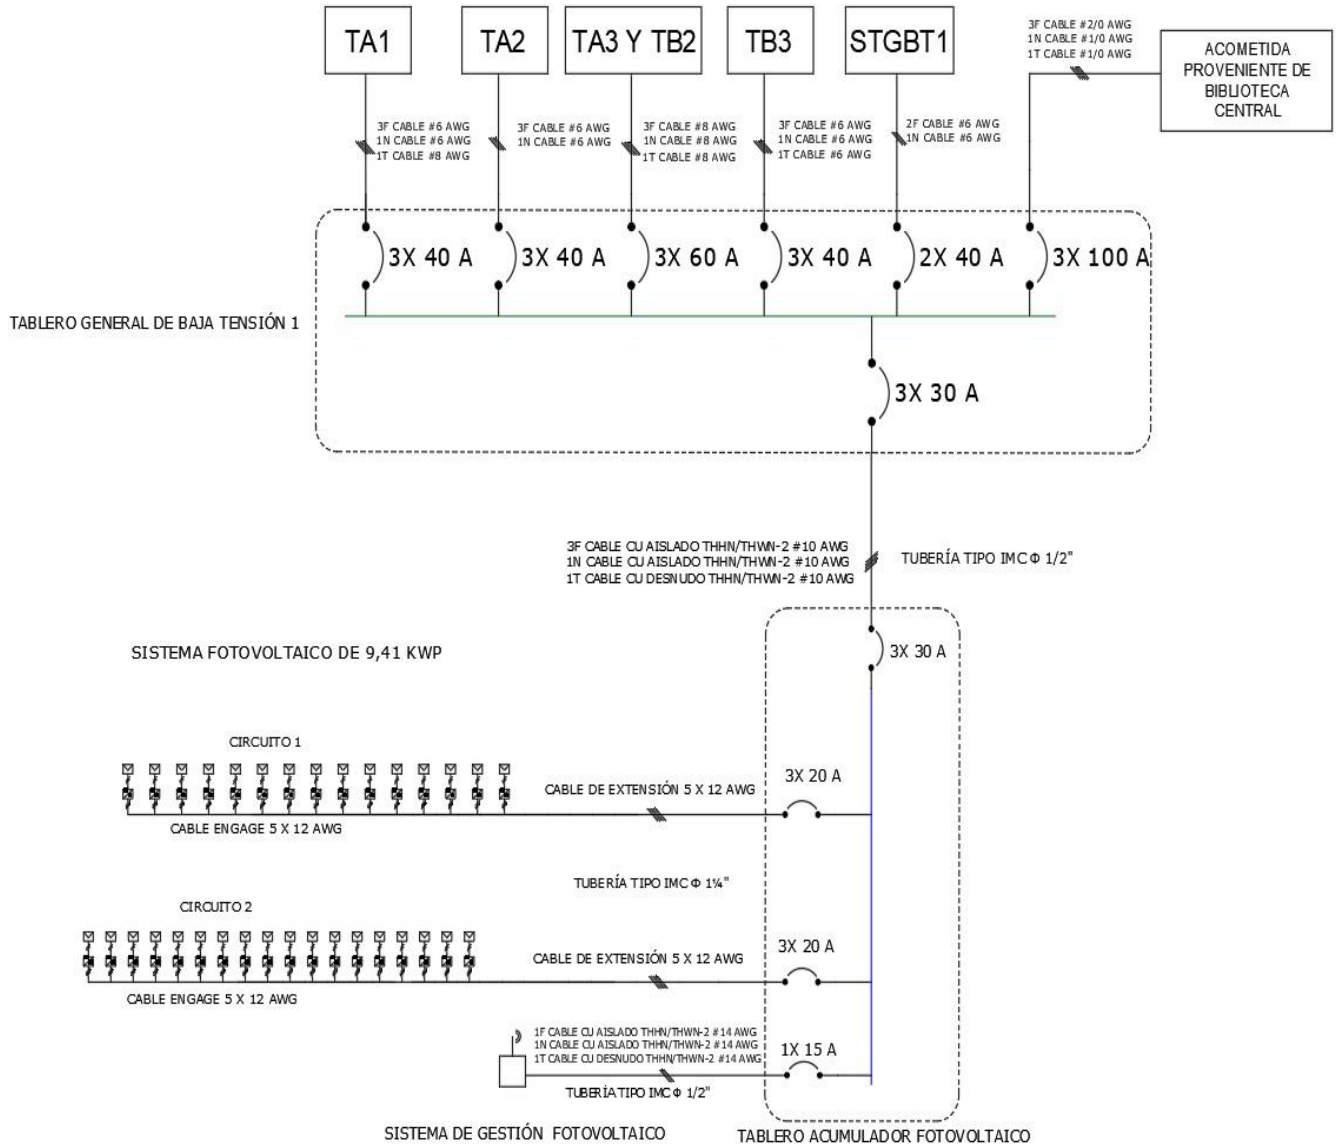 TA1
TA2
TA3 Y TB2
TB3
STGBT1
3F CABLE #2/0 AWG
1N CABLE #1/0 AWG
1T CABLE #1/0 AWG
ACOMETIDA
PROVENIENTE DE
BIBLIOTECA
CENTRAL
3F CABLE #6 AWG
1N CABLE #6 AWG
1T CABLE #8 AWG
3F CABLE #6 AWG
1N CABLE #6 AWG
3F CABLE #8 AWG
1N CABLE #8 AWG
1T CABLE #8 AWG
3F CABLE #6 AWG
1N CABLE #6 AWG
1T CABLE #6 AWG
2F CABLE #6 AWG
1N CABLE #6 AWG
3X 40 A
3X 40 A
3X 60 A
3X 40 A
2X 40 A
3X 100 A
TABLERO GENERAL DE BAJA TENSIÓN 1
3X 30 A
3F CABLE CU AISLADO THHN/THWN-2 #10 AWG
1N CABLE CU AISLADO THHN/THWN-2 #10 AWG
1T CABLE CU DESNUDO THHN/THWN-2 #10 AWG
TUBERÍA TIPO IMC Φ 1/2"
SISTEMA FOTOVOLTAICO DE 9,41 KWP
3X 30 A
CIRCUITO 1
3X 20 A
CABLE DE EXTENSIÓN 5 X 12 AWG
CABLE ENGAGE 5 X 12 AWG
TUBERÍA TIPO IMC Φ 1¼"
CIRCUITO 2
3X 20 A
CABLE DE EXTENSIÓN 5 X 12 AWG
CABLE ENGAGE 5 X 12 AWG
1F CABLE CU AISLADO THHN/THWN-2 #14 AWG
1N CABLE CU AISLADO THHN/THWN-2 #14 AWG
1T CABLE CU DESNUDO THHN/THWN-2 #14 AWG
1X 15 A
TUBERÍA TIPO IMC Φ 1/2"
SISTEMA DE GESTIÓN FOTOVOLTAICO
TABLERO ACUMULADOR FOTOVOLTAICO